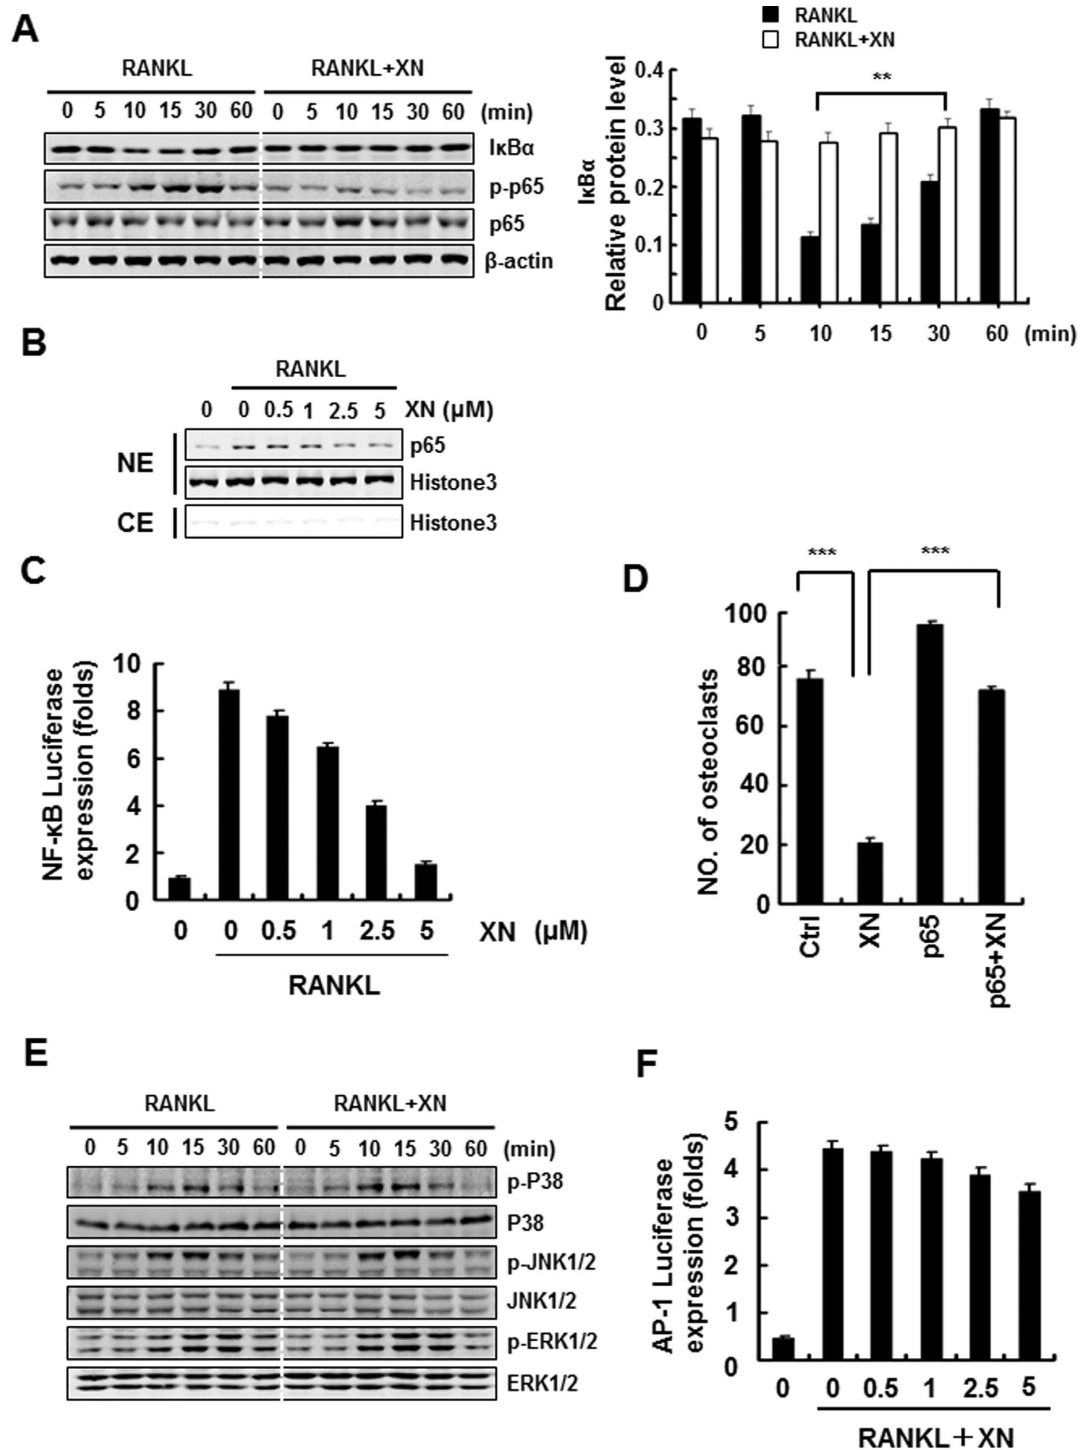 A
RANKL
RANKL+XN
0 5 10 15 30 60 0 5 10 15 30 60 (min)
IκBα
p-p65
p65
β-actin
RANKL
RANKL+XN
IκBα
Relative protein level
0.4
0.3
0.2
0.1
0
**
0 5 10 15 30 60 (min)
B
RANKL
0 0 0.5 1 2.5 5 XN (μM)
NE
p65
Histone3
CE
Histone3
C
NF-κB Luciferase
expression (folds)
10
8
6
4
2
0
0 0 0.5 1 2.5 5 XN (μM)
RANKL
D
*** ***
NO. of osteoclasts
100
80
60
40
20
0
Ctrl
XN
p65
p65+XN
E
RANKL
RANKL+XN
0 5 10 15 30 60 0 5 10 15 30 60 (min)
p-P38
P38
p-JNK1/2
JNK1/2
p-ERK1/2
ERK1/2
F
AP-1 Luciferase
expression (folds)
5
4
3
2
1
0
0 0 0.5 1 2.5 5
RANKL+XN